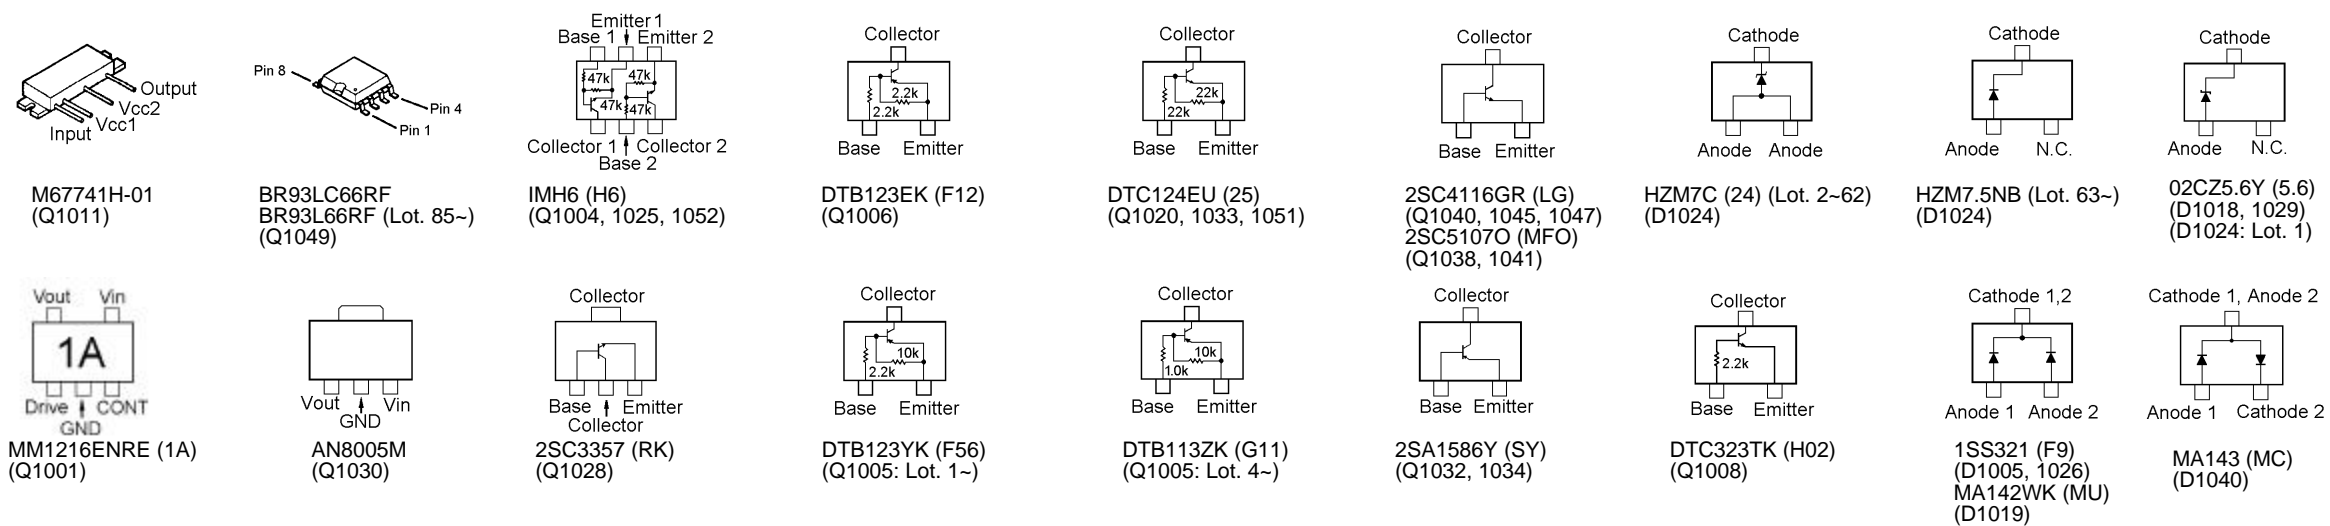 Output
Vcc2
Vcc1
Input
M67741H-01
(Q1011)
Pin 8
Pin 4
Pin 1
BR93LC66RF
BR93L66RF (Lot. 85~)
(Q1049)
Emitter 1
Base 1 Emitter 2
47k 47k
47k 47k
Collector 1 Collector 2
Base 2
IMH6 (H6)
(Q1004, 1025, 1052)
Collector
2.2k
2.2k
Base Emitter
DTB123EK (F12)
(Q1006)
Collector
22k
22k
Base Emitter
DTC124EU (25)
(Q1020, 1033, 1051)
Collector
Base Emitter
2SC4116GR (LG)
(Q1040, 1045, 1047)
2SC5107O (MFO)
(Q1038, 1041)
Cathode
Anode Anode
HZM7C (24) (Lot. 2~62)
(D1024)
Cathode
Anode N.C.
HZM7.5NB (Lot. 63~)
(D1024)
Cathode
Anode N.C.
02CZ5.6Y (5.6)
(D1018, 1029)
(D1024: Lot. 1)
Vout Vin
1A
Drive CONT
GND
MM1216ENRE (1A)
(Q1001)
Vout Vin
GND
AN8005M
(Q1030)
Collector
Base Emitter
Collector
2SC3357 (RK)
(Q1028)
Collector
10k
2.2k
Base Emitter
DTB123YK (F56)
(Q1005: Lot. 1~)
Collector
10k
1.0k
Base Emitter
DTB113ZK (G11)
(Q1005: Lot. 4~)
Collector
Base Emitter
2SA1586Y (SY)
(Q1032, 1034)
Collector
2.2k
Base Emitter
DTC323TK (H02)
(Q1008)
Cathode 1,2
Anode 1 Anode 2
1SS321 (F9)
(D1005, 1026)
MA142WK (MU)
(D1019)
Cathode 1, Anode 2
Anode 1 Cathode 2
MA143 (MC)
(D1040)